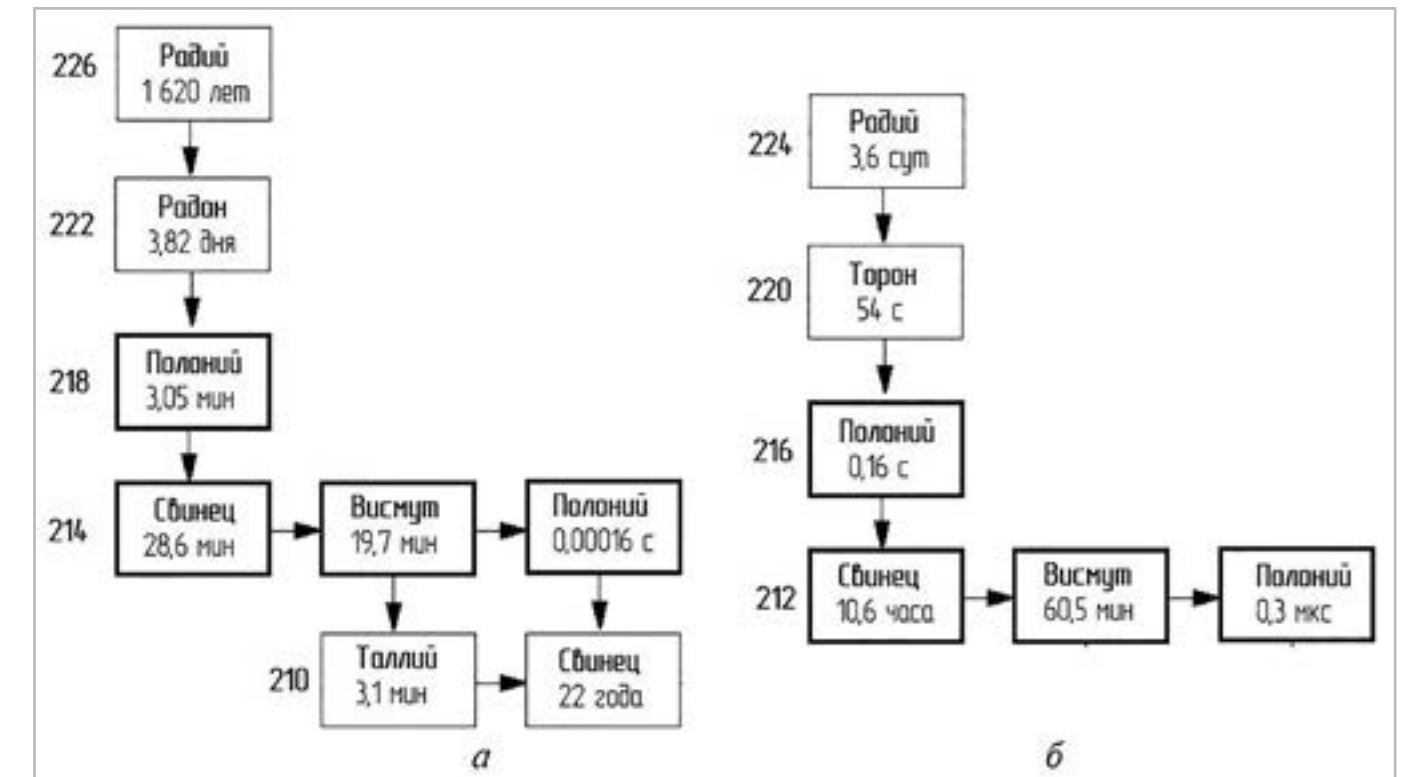 226
Радий
1 620 лет
222
Радон
3,82 дня
218
Полоний
3,05 мин
214
Свинец
28,6 мин
Висмут
19,7 мин
Полоний
0,00016 с
210
Таллий
3,1 мин
Свинец
22 года
а
224
Радий
3,6 сут
220
Торон
54 с
216
Полоний
0,16 с
212
Свинец
10,6 часа
Висмут
60,5 мин
Полоний
0,3 мкс
б